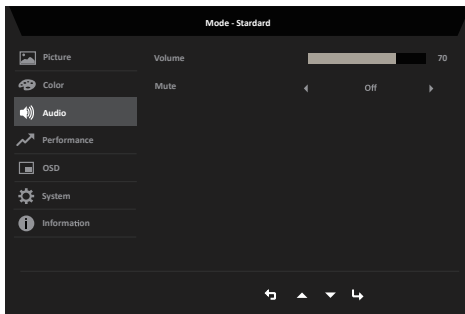 Mode - Stardard
Picture
Volume 70
Color
Mute Off
Audio
Performance
OSD
System
Information